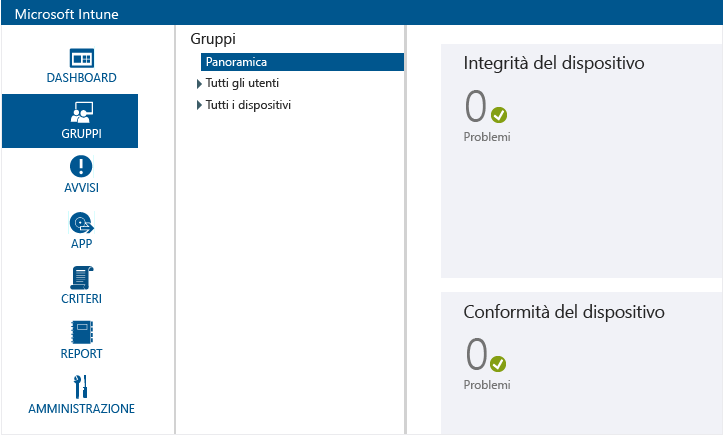 Microsoft Intune
DASHBOARD
GRUPPI
AVVISI
APP
CRITERI
REPORT
AMMINISTRAZIONE
Gruppi
Panoramica
Tutti gli utenti
Tutti i dispositivi
Integrità del dispositivo
0
Problemi
Conformità del dispositivo
0
Problemi